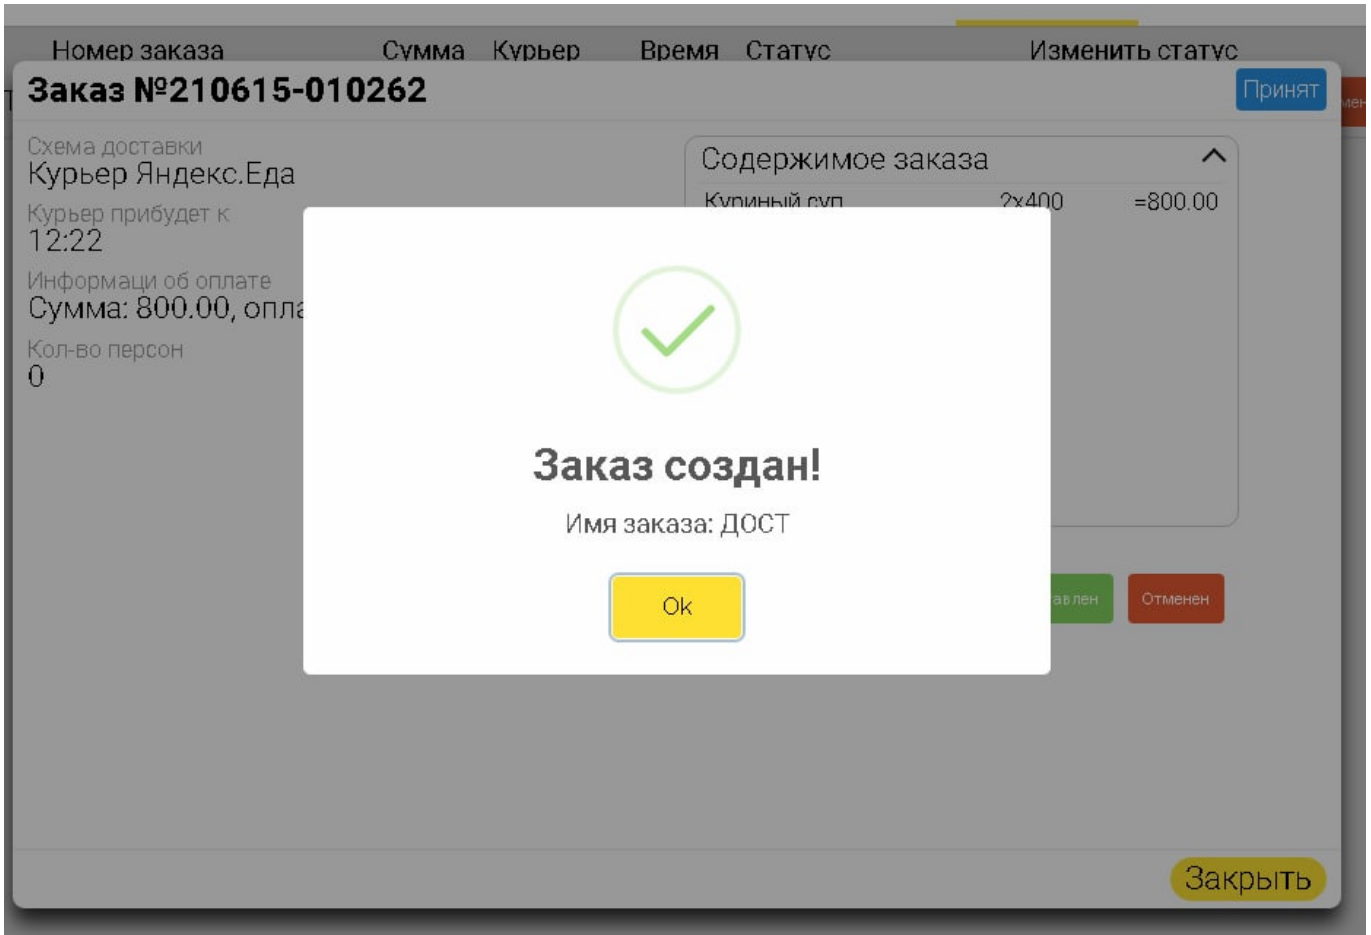 Номер заказа Сумма Курьер Время Статус Изменить статус
Заказ №210615-010262 Принят
Схема доставки
Курьер Яндекс.Еда
Курьер прибудет к
12:22
Информаци об оплате
Сумма: 800.00,
Кол-во персон
0
Содержимое заказа
Куриный суп 2x400 =800.00
Заказ создан!
Имя заказа: ДОСТ
Ok
Отменен
Закрыть